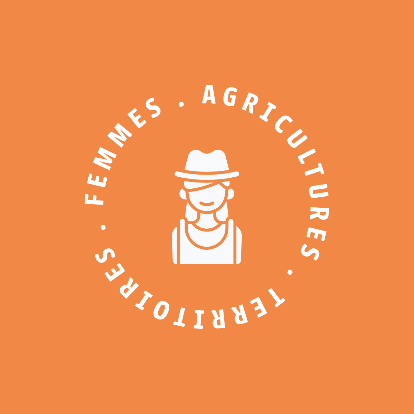 FEMMES . AGRICULTURES . TERRITOIRES .